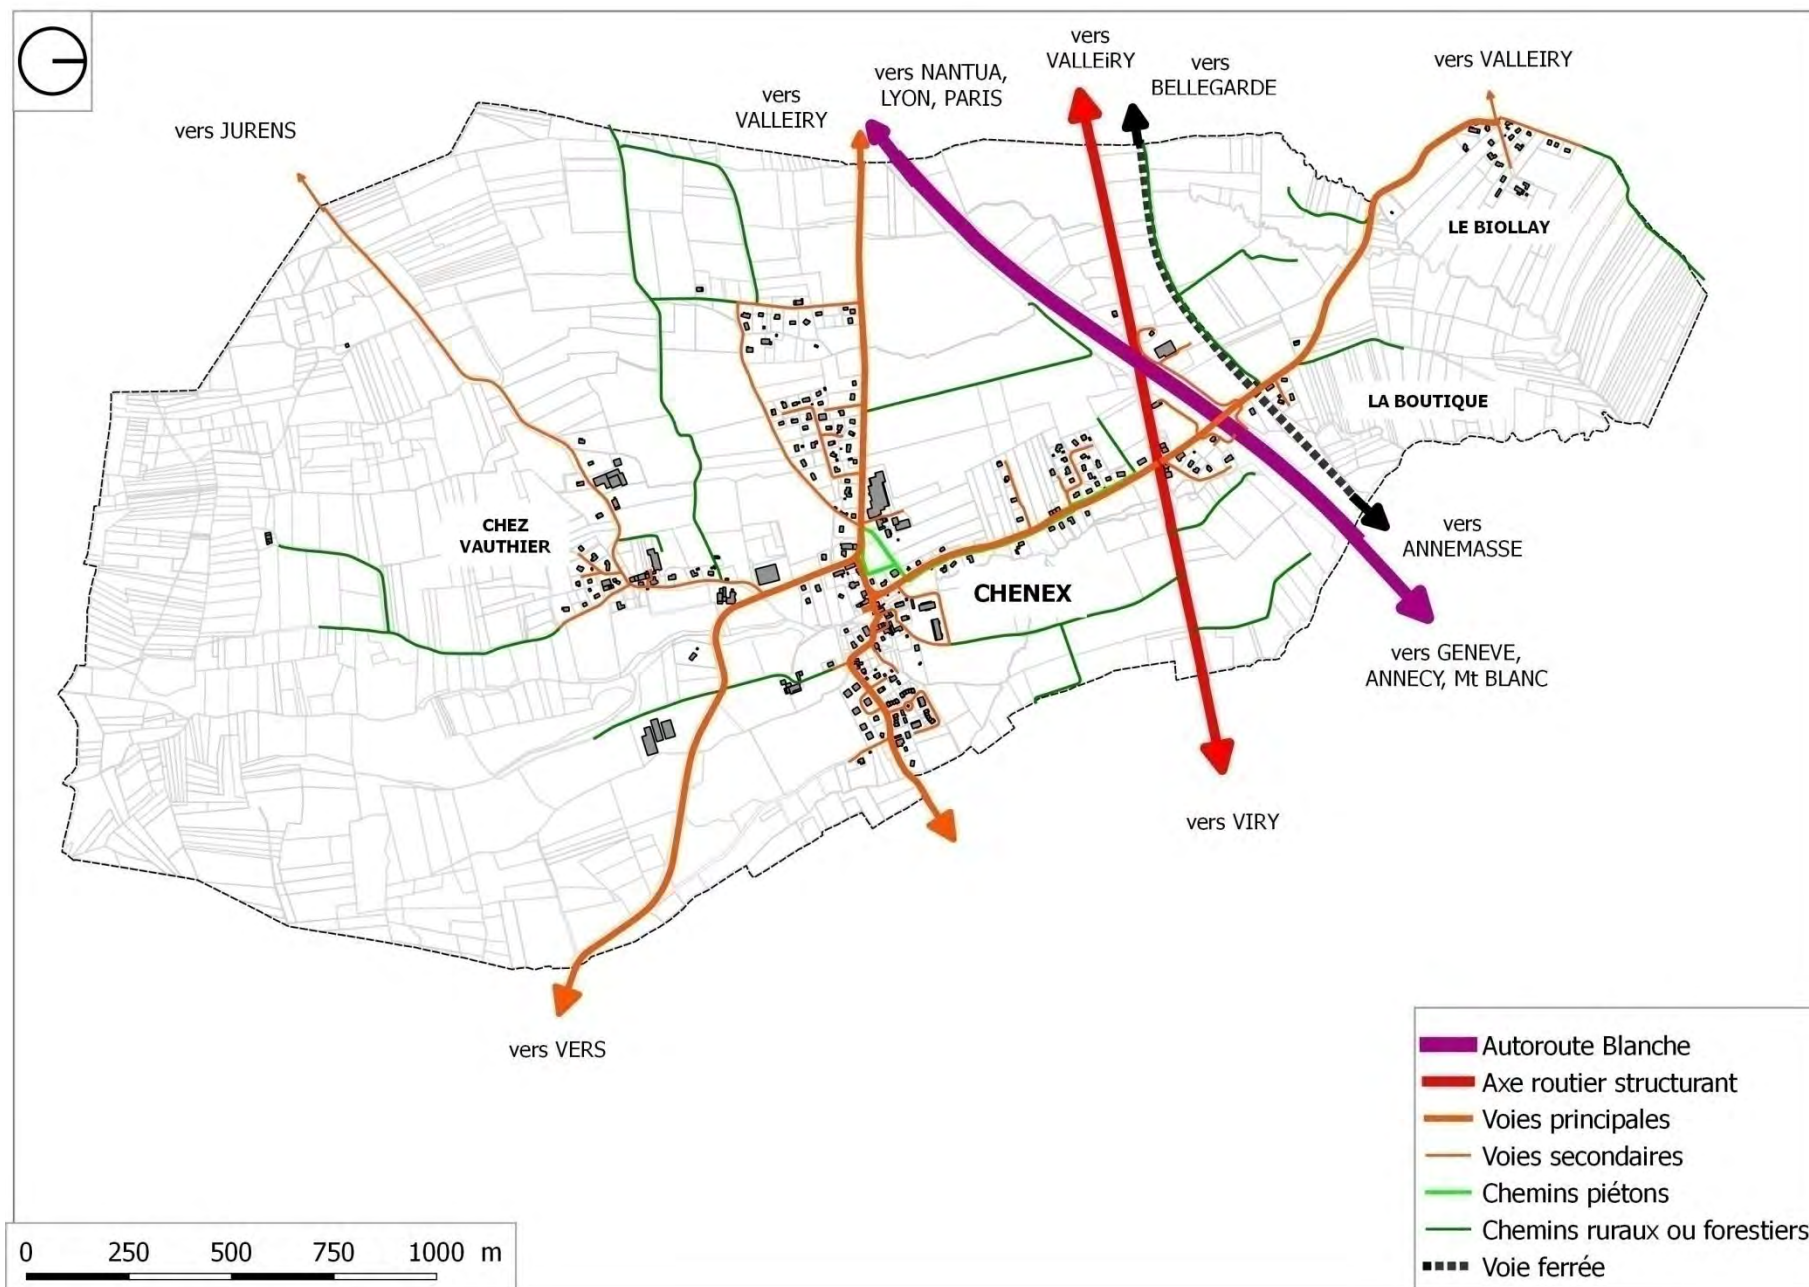 vers
VALLEiRY
vers
BELLEGARDE
vers VALLEIRY
vers NANTUA,
LYON, PARIS
vers
VALLEIRY
vers JURENS
LE BIOLLAY
LA BOUTIQUE
CHEZ
VAUTHIER
vers
ANNEMASSE
CHENEX
vers GENEVE,
ANNECY, Mt BLANC
vers VIRY
vers VERS
Autoroute Blanche
Axe routier structurant
Voies principales
Voies secondaires
Chemins piétons
Chemins ruraux ou forestiers
Voie ferrée
0 250 500 750 1000 m